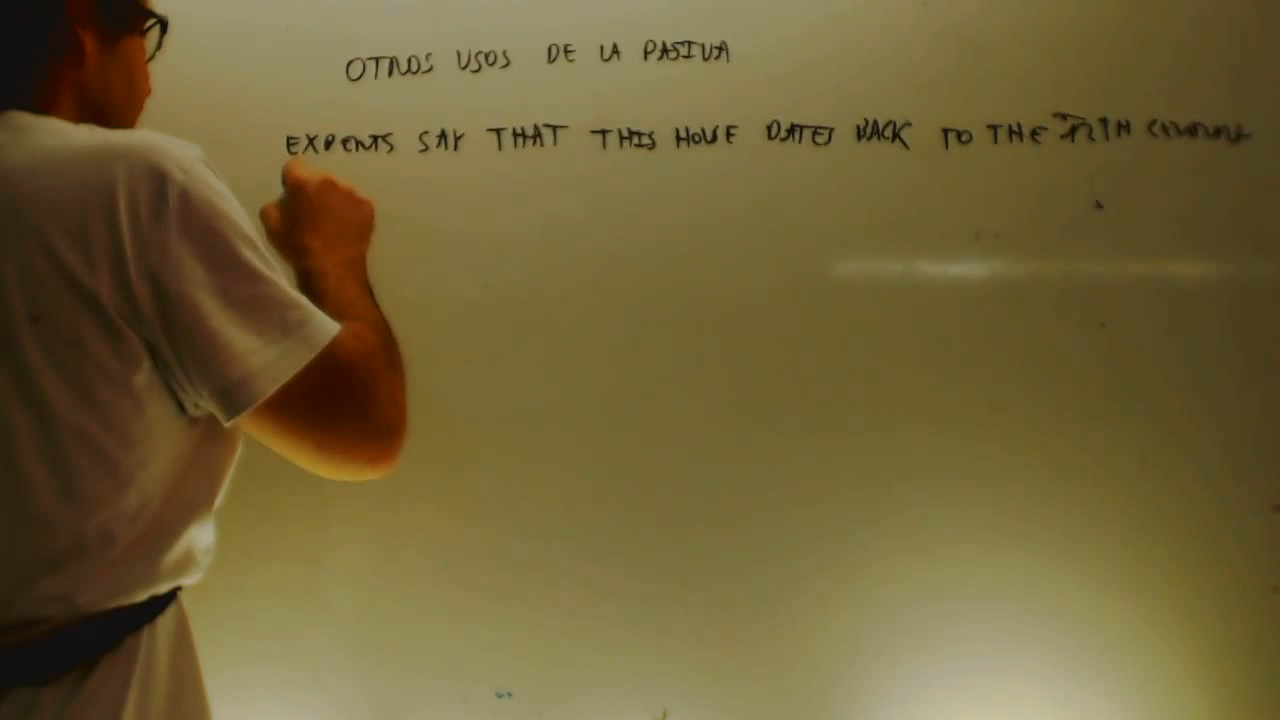 OTROS USOS DE LA PASIVA
EXPERTS SAY THAT THIS HOUSE DATES BACK TO THE